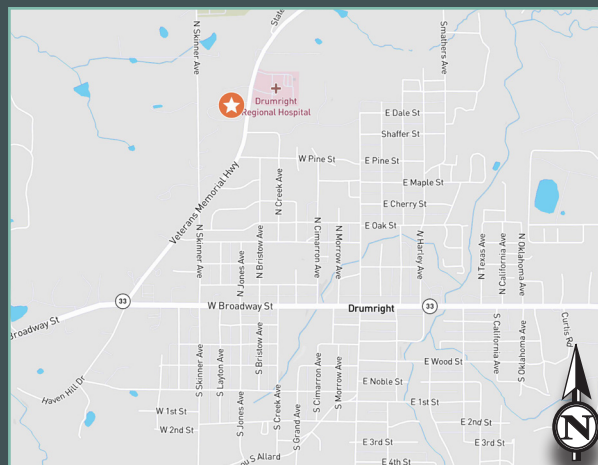 State
N Skinner Ave
Smathers Ave
Drumright
Regional Hospital
E Dale St
Shaffer St
W Pine St
E Pine St
Veterans Memorial Hwy
N Creek Ave
E Maple St
E Cherry St
E Oak St
N Skinner Ave
N Jones Ave
N Bristow Ave
N Cimarron Ave
N Morrow Ave
N Harley Ave
N Texas Ave
N California Ave
N Oklahoma Ave
33
W Broadway St
Drumright
33
Broadway St
Curtis Rd
S Skinner Ave
S Layton Ave
S Bristow Ave
S Cimarron Ave
S Morrow Ave
S California Ave
S Oklahoma Ave
E Wood St
Haven Hill Dr
E Noble St
S Jones Ave
S Creek Ave
S Grand Ave
W 1st St
E 1st St
W 2nd St
E 2nd St
E 3rd St
E 3rd St
ou S Allard
E 4th St
N